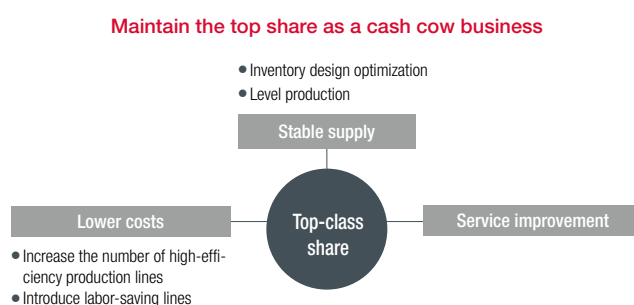 Maintain the top share as a cash cow business
● Inventory design optimization
● Level production
Stable supply
Lower costs
Top-class
share
Service improvement
● Increase the number of high-effi-
ciency production lines
● Introduce labor-saving lines